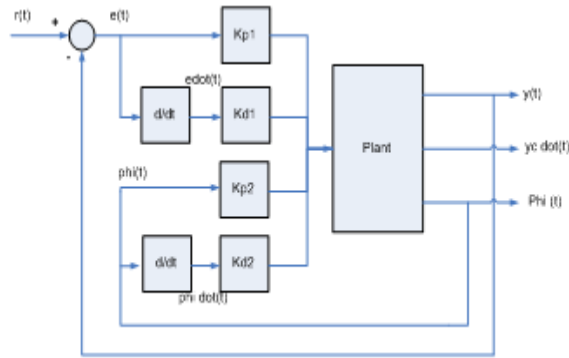 r(t)
+
e(t)
-
Kp1
edot(t)
d/dt
Kd1
Plant
y(t)
yc dot(t)
phi(t)
Kp2
Phi (t)
d/dt
Kd2
phi dot(t)